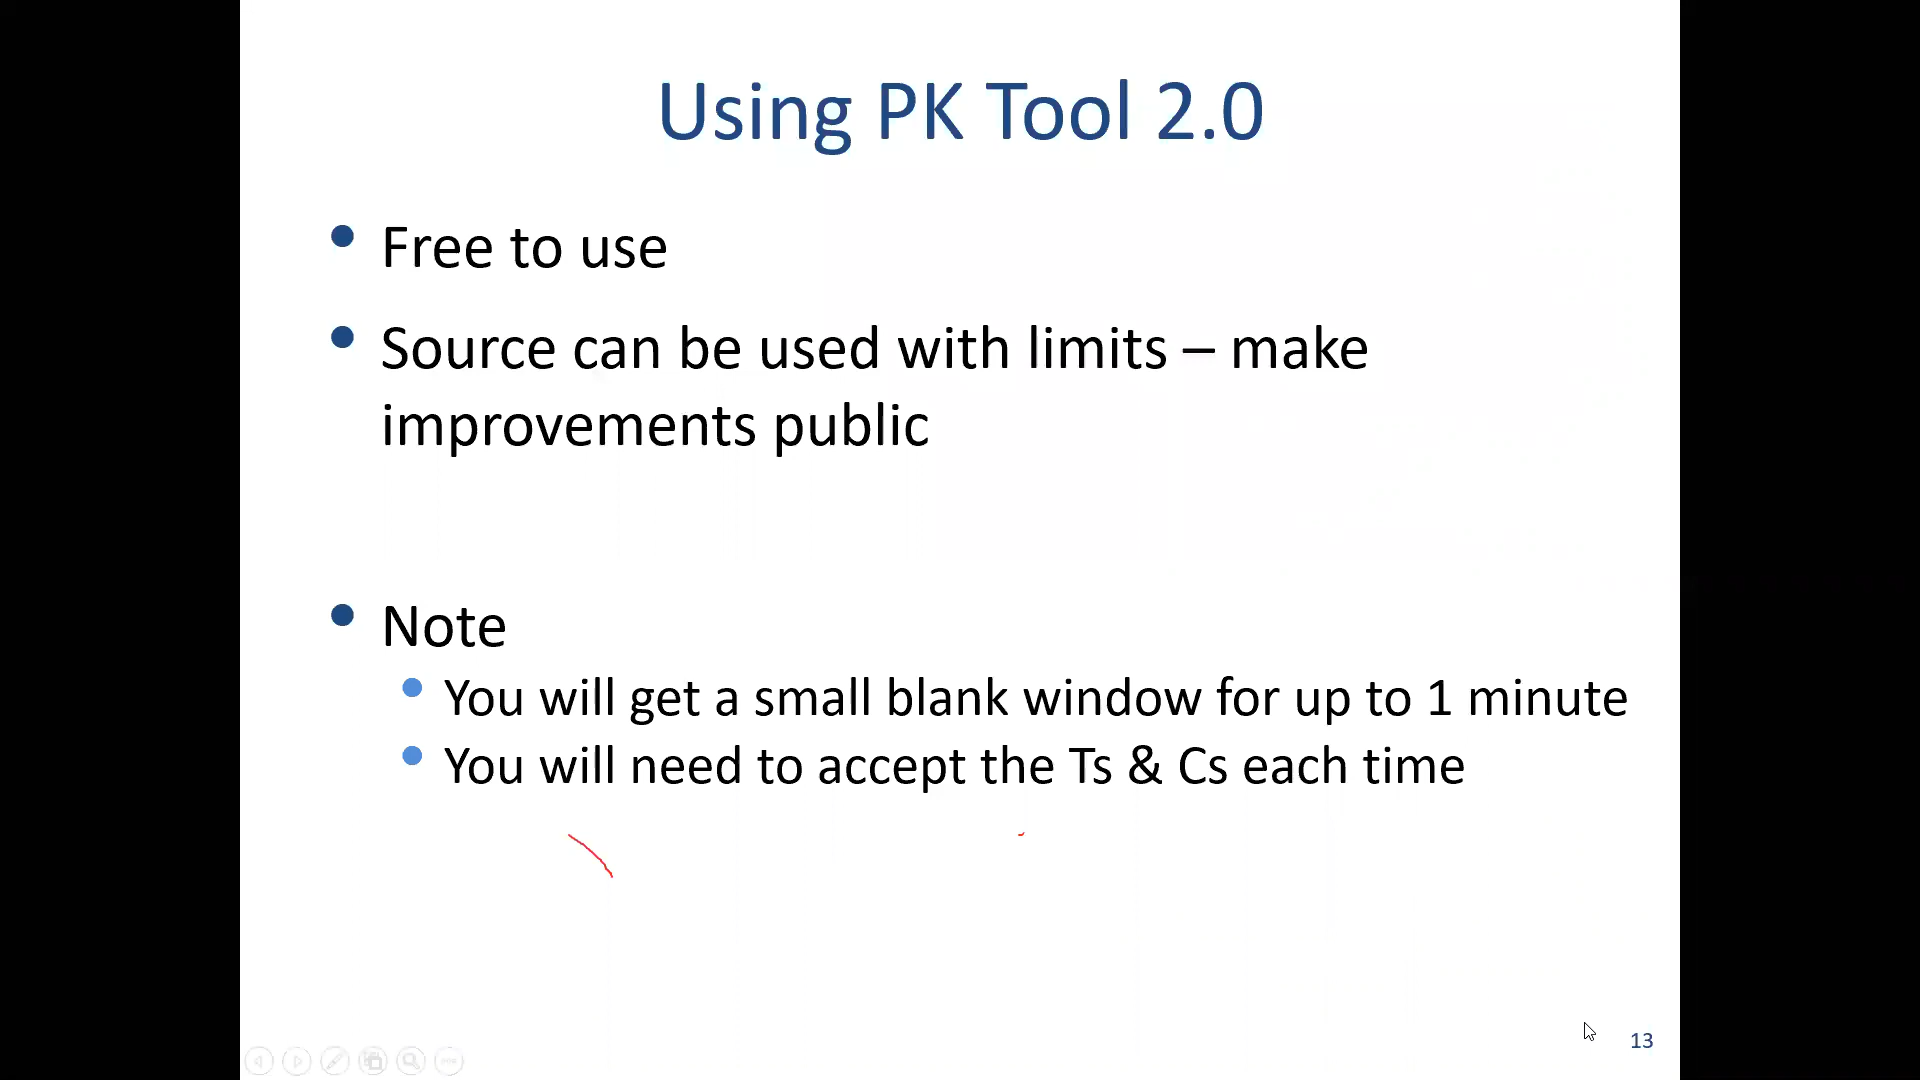 Using PK Tool 2.0
Free to use
Source can be used with limits – make
improvements public
Note
You will get a small blank window for up to 1 minute
You will need to accept the Ts & Cs each time
13